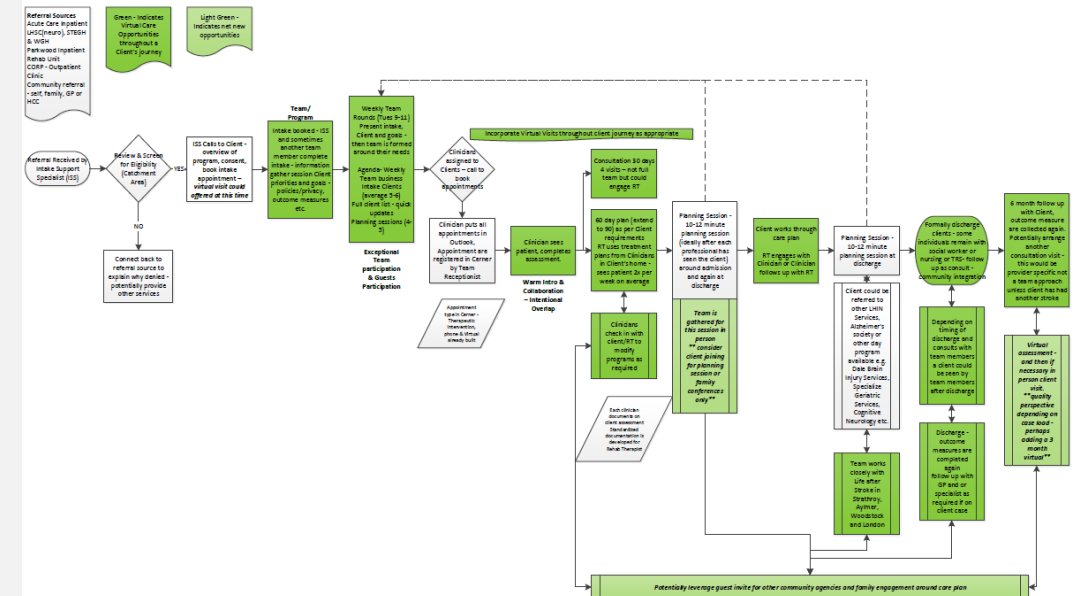 Referral Sources
Acute Care Inpatient
LHSC(neuro), STEGH
& WGH
Parkwood Inpatient
Rehab Unit
CORP - Outpatient
Clinic
Community referral
- self, family, GP or
HCC
Green - Indicates
Virtual Care
Opportunities
throughout a
Client's journey
Light Green -
Indicates net new
opportunities
Referral Received by
Intake Support
Specialist (ISS)
Review & Screen
for Eligibility
(Catchment
Area)
YES
NO
Connect back to
referral source to
explain why denied -
potentially provide
other services
ISS Calls to Client -
overview of
program, consent,
book intake
appointment –
virtual visit could
offered at this time
Team/
Program
Intake booked - ISS
and sometimes
another team
member complete
intake - information
gather session Client
priorities and goals -
policies/privacy,
outcome measures
etc.
Weekly Team
Rounds (Tues 9-11)
Present intake,
Client and goals -
then team is formed
around their needs
Agenda- Weekly
Team business
Intake Clients
(average 5-6)
Full client list - quick
updates
Planning sessions (4-
5)
Exceptional
Team
participation
& Guests
Participation
Incorporate Virtual Visits throughout client journey as appropriate
Clinicians
assigned to
Clients – call to
book
appointments
Clinician puts all
appointments in
Outlook,
Appointment are
registered in Cerner
by Team
Receptionist
Appointment
type in Cerner -
Therapeutic
Intervention,
phone & Virtual
already built
Clinician sees
patient, completes
assessment.
Warm Intro &
Collaboration
– Intentional
Overlap
Consultation 30 days
4 visits – not full
team but could
engage RT
60 day plan (extend
to 90) as per Client
requirements
RT uses treatment
plans from Clinicians
in Client's home -
sees patient 2x per
week on average
Clinicians
check in with
client/RT to
modify
programs as
required
Each clinician
documents on
client assessment
Standardized
documentation is
developed for
Rehab Therapist
Planning Session -
10-12 minute
planning session
(ideally after each
professional has
seen the client)
around admission
and again at
discharge
Team is
gathered for
this session in
person
** consider
client joining
for planning
session or
family
conferences
only**
Client works through
care plan
RT engages with
Clinician or Clinician
follows up with RT
Planning Session -
10-12 minute
planning session at
discharge
Client could be
referred to
other LHIN
Services,
Alzheimer's
society or
other day
program
available e.g.
Dale Brain
Injury Services,
Specialize
Geriatric
Services,
Cognitive
Neurology etc.
Team works
closely with
Life after
Stroke in
Strathroy,
Aylmer,
Woodstock
and London
Formally discharge
clients - some
individuals remain with
social worker or
nursing or TRS- follow
up as consult -
community integration
Depending on
timing of
discharge and
consults with
team members
a client could
be seen by
team members
after discharge
Discharge -
outcome
measures are
completed
again
follow up with
GP and or
specialist as
required if on
client case
6 month follow up
with Client,
outcome measure
are collected again.
Potentially arrange
another
consultation visit -
this would be
provider specific not
a team approach
unless client has had
another stroke
Virtual
assessment -
and then if
necessary in
person client
visit.
**quality
perspective
depending on
case load -
perhaps
adding a 3
month
virtual**
Potentially leverage guest invite for other community agencies and family engagement around care plan